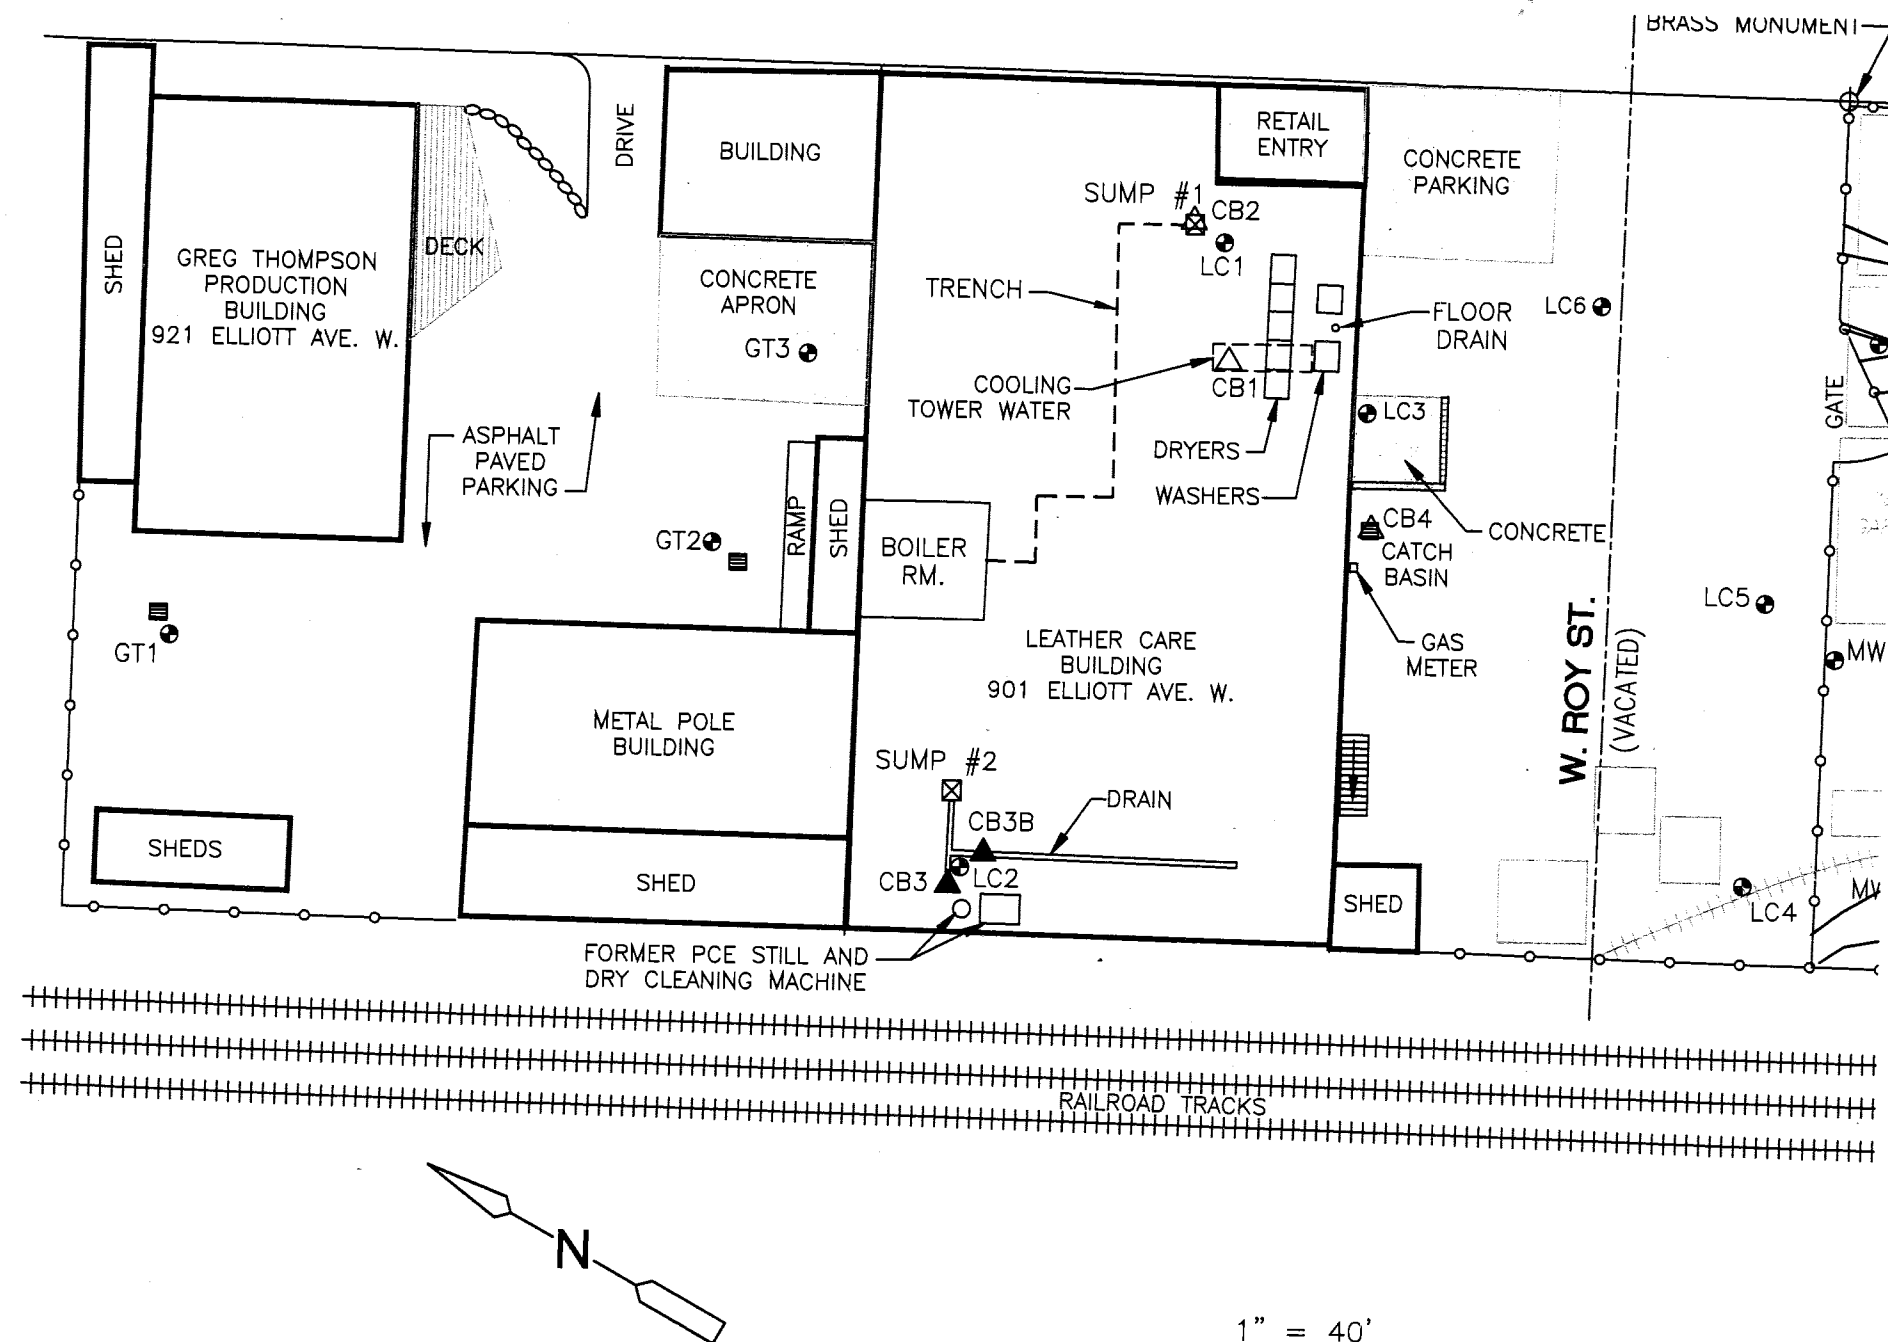 BRASS MONUMENT
SHED
GREG THOMPSON
PRODUCTION
BUILDING
921 ELLIOTT AVE. W.
DECK
DRIVE
BUILDING
CONCRETE
APRON
GT3
ASPHALT
PAVED
PARKING
GT2
RAMP
SHED
GT1
BOILER
RM.
METAL POLE
BUILDING
SHEDS
SHED
RETAIL
ENTRY
CONCRETE
PARKING
SUMP #1
CB2
LC1
TRENCH
FLOOR
DRAIN
LC6
COOLING
TOWER WATER
CB1
LC3
DRYERS
WASHERS
CB4
CATCH
BASIN
CONCRETE
GAS
METER
LEATHER CARE
BUILDING
901 ELLIOTT AVE. W.
SUMP #2
DRAIN
CB3B
CB3
LC2
FORMER PCE STILL AND
DRY CLEANING MACHINE
SHED
W. ROY ST.
(VACATED)
GATE
LC5
MW
LC4
MW
RAILROAD TRACKS
N
1" = 40'